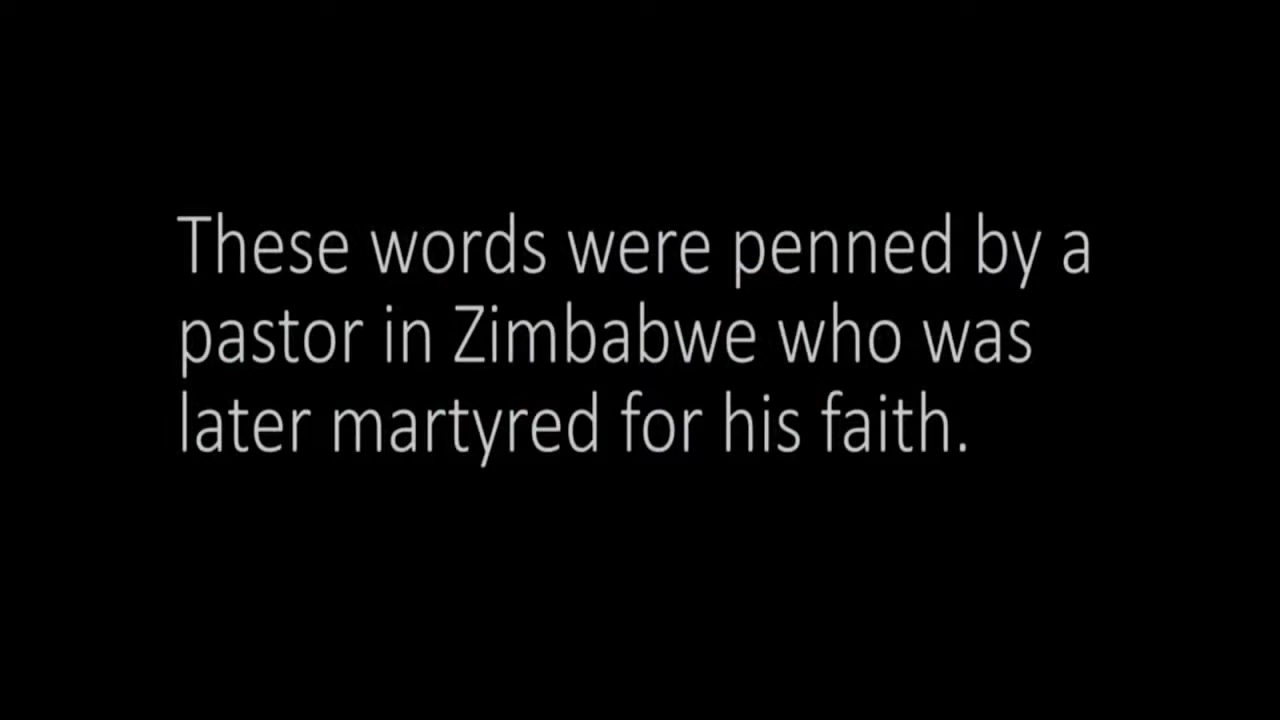 These words were penned by a
pastor in Zimbabwe who was
later martyred for his faith.